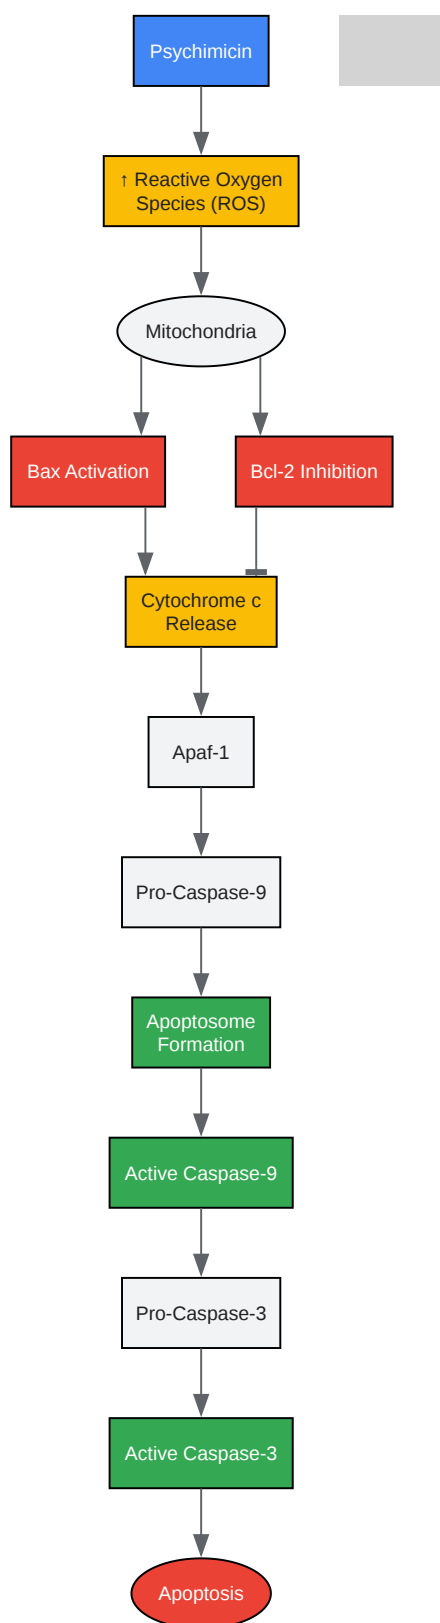 Psychimicin
↑ Reactive Oxygen
Species (ROS)
Mitochondria
Bax Activation
Bcl-2 Inhibition
Cytochrome c
Release
Apaf-1
Pro-Caspase-9
Apoptosome
Formation
Active Caspase-9
Pro-Caspase-3
Active Caspase-3
Apoptosis